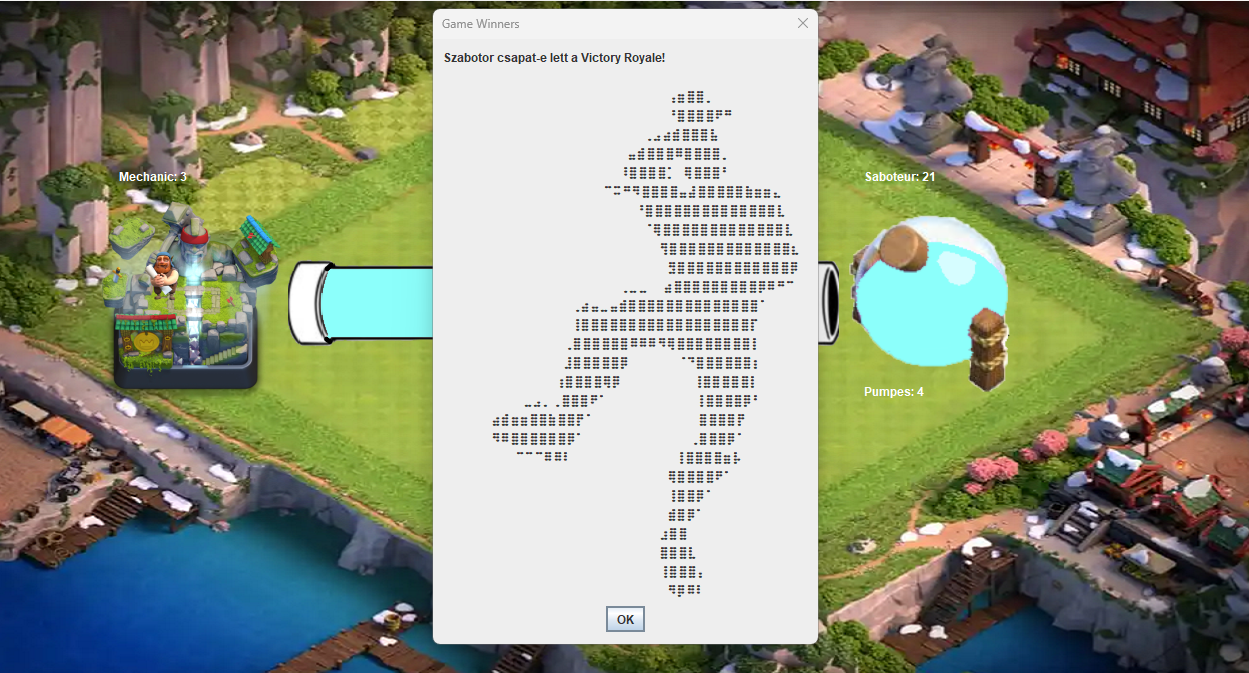 Game Winners
Szabotor csapat-e lett a Victory Royale!
Mechanic: 3
Saboteur: 21
Pumpes: 4
OK